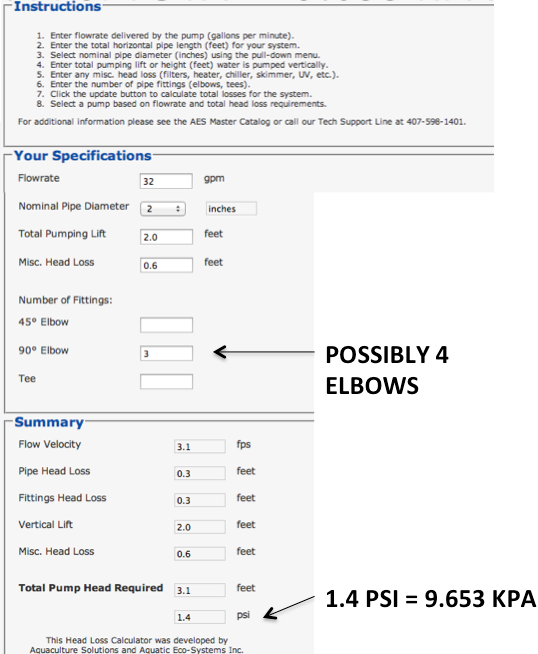 Instructions
1. Enter flowrate delivered by the pump (gallons per minute).
2. Enter the total horizontal pipe length (feet) for your system.
3. Select nominal pipe diameter (inches) using the pull-down menu.
4. Enter total pumping lift or height (feet) water is pumped vertically.
5. Enter any misc. head loss (filters, heater, chiller, skimmer, UV, etc.).
6. Enter the number of pipe fittings (elbows, tees).
7. Click the update button to calculate total losses for the system.
8. Select a pump based on flowrate and total head loss requirements.
For additional information please see the AES Master Catalog or call our Tech Support Line at 407-598-1401.
Your Specifications
Flowrate 32 gpm
Nominal Pipe Diameter 2 inches
Total Pumping Lift 2.0 feet
Misc. Head Loss 0.6 feet
Number of Fittings:
45° Elbow
90° Elbow 3
POSSIBLY 4
ELBOWS
Tee
Summary
Flow Velocity 3.1 fps
Pipe Head Loss 0.3 feet
Fittings Head Loss 0.3 feet
Vertical Lift 2.0 feet
Misc. Head Loss 0.6 feet
Total Pump Head Required 3.1 feet
1.4 psi
1.4 PSI = 9.653 KPA
This Head Loss Calculator was developed by
Aquaculture Solutions and Aquatic Eco-Systems Inc.